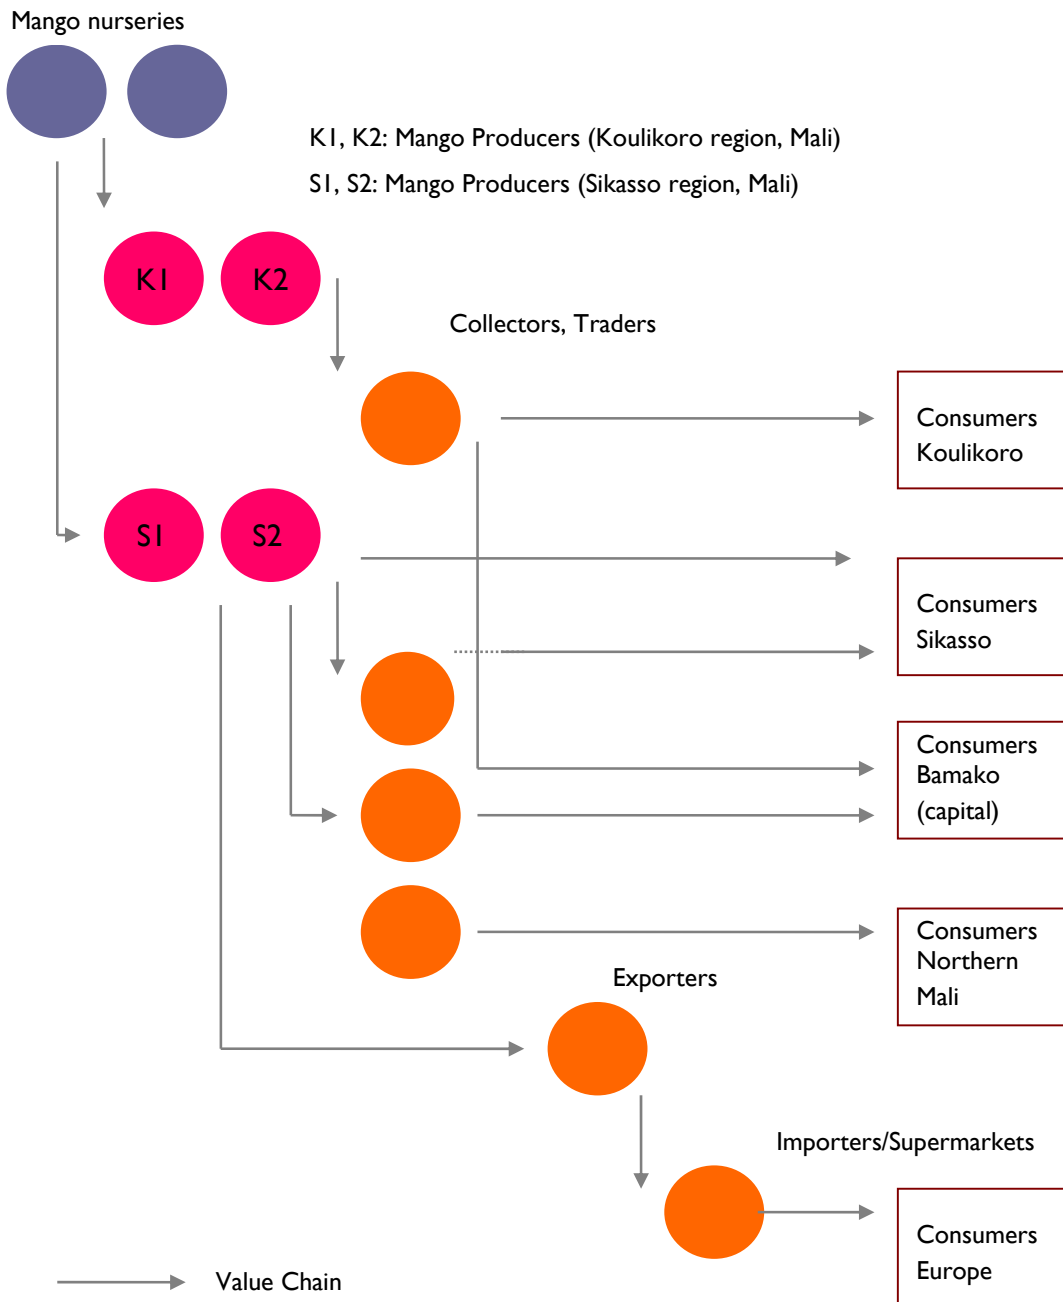 Mango nurseries
K1, K2: Mango Producers (Koulikoro region, Mali)
S1, S2: Mango Producers (Sikasso region, Mali)
K1
K2
Collectors, Traders
Consumers
Koulikoro
S1
S2
Consumers
Sikasso
Consumers
Bamako
(capital)
Consumers
Northern
Mali
Exporters
Importers/Supermarkets
Consumers
Europe
Value Chain